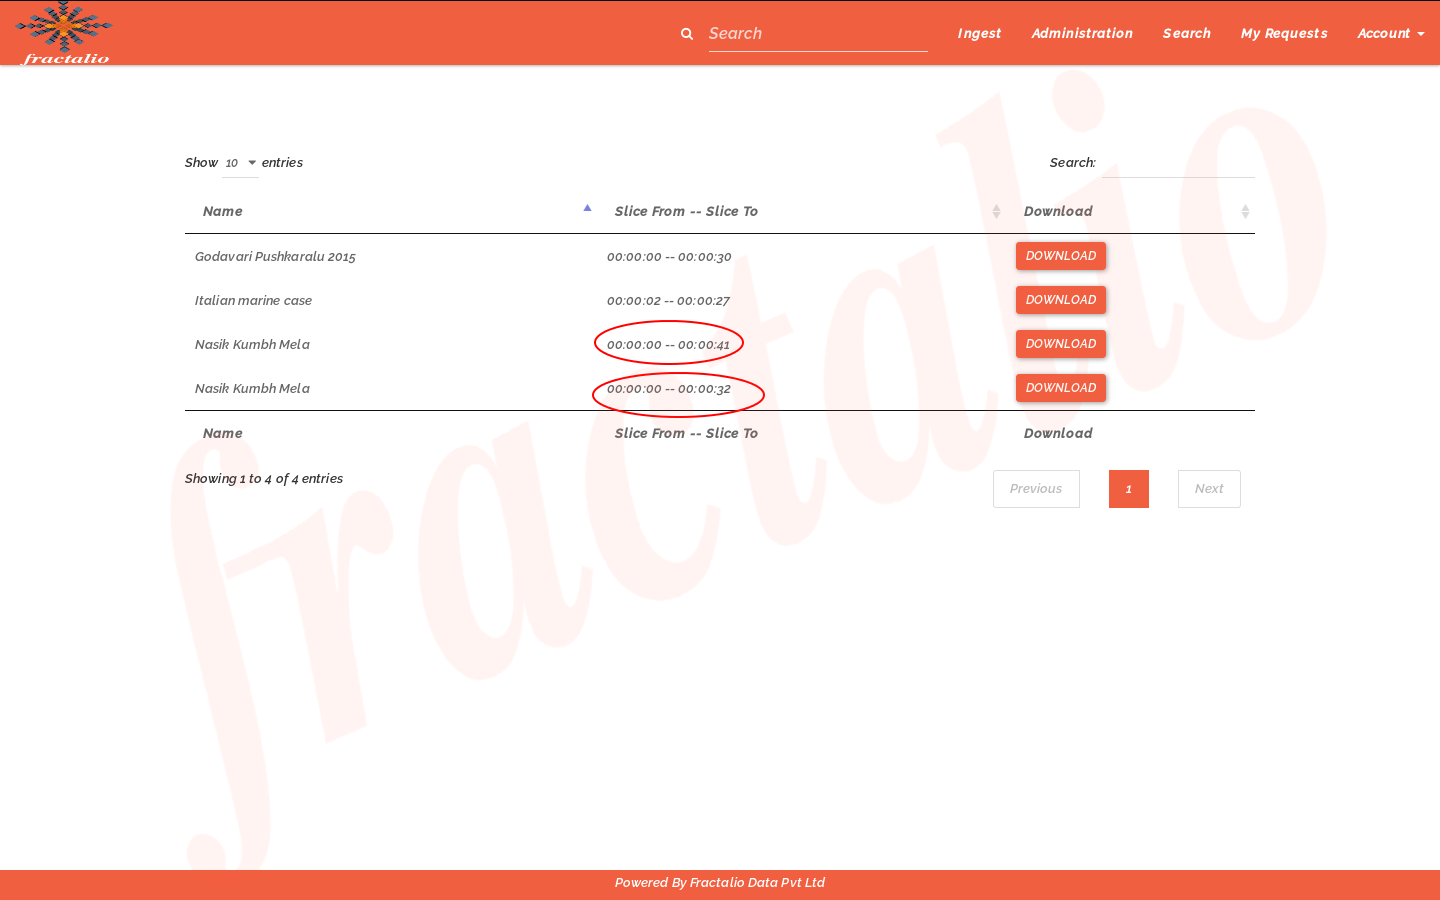 fractalio
Search Ingest Administration Search My Requests Account
Show 10 entries Search:
Name Slice From -- Slice To Download
Godavari Pushkaralu 2015 00:00:00 -- 00:00:30 DOWNLOAD
Italian marine case 00:00:02 -- 00:00:27 DOWNLOAD
Nasik Kumbh Mela 00:00:00 -- 00:00:41 DOWNLOAD
Nasik Kumbh Mela 00:00:00 -- 00:00:32 DOWNLOAD
Name Slice From -- Slice To Download
Showing 1 to 4 of 4 entries Previous 1 Next
fractalio
Powered By Fractalio Data Pvt Ltd